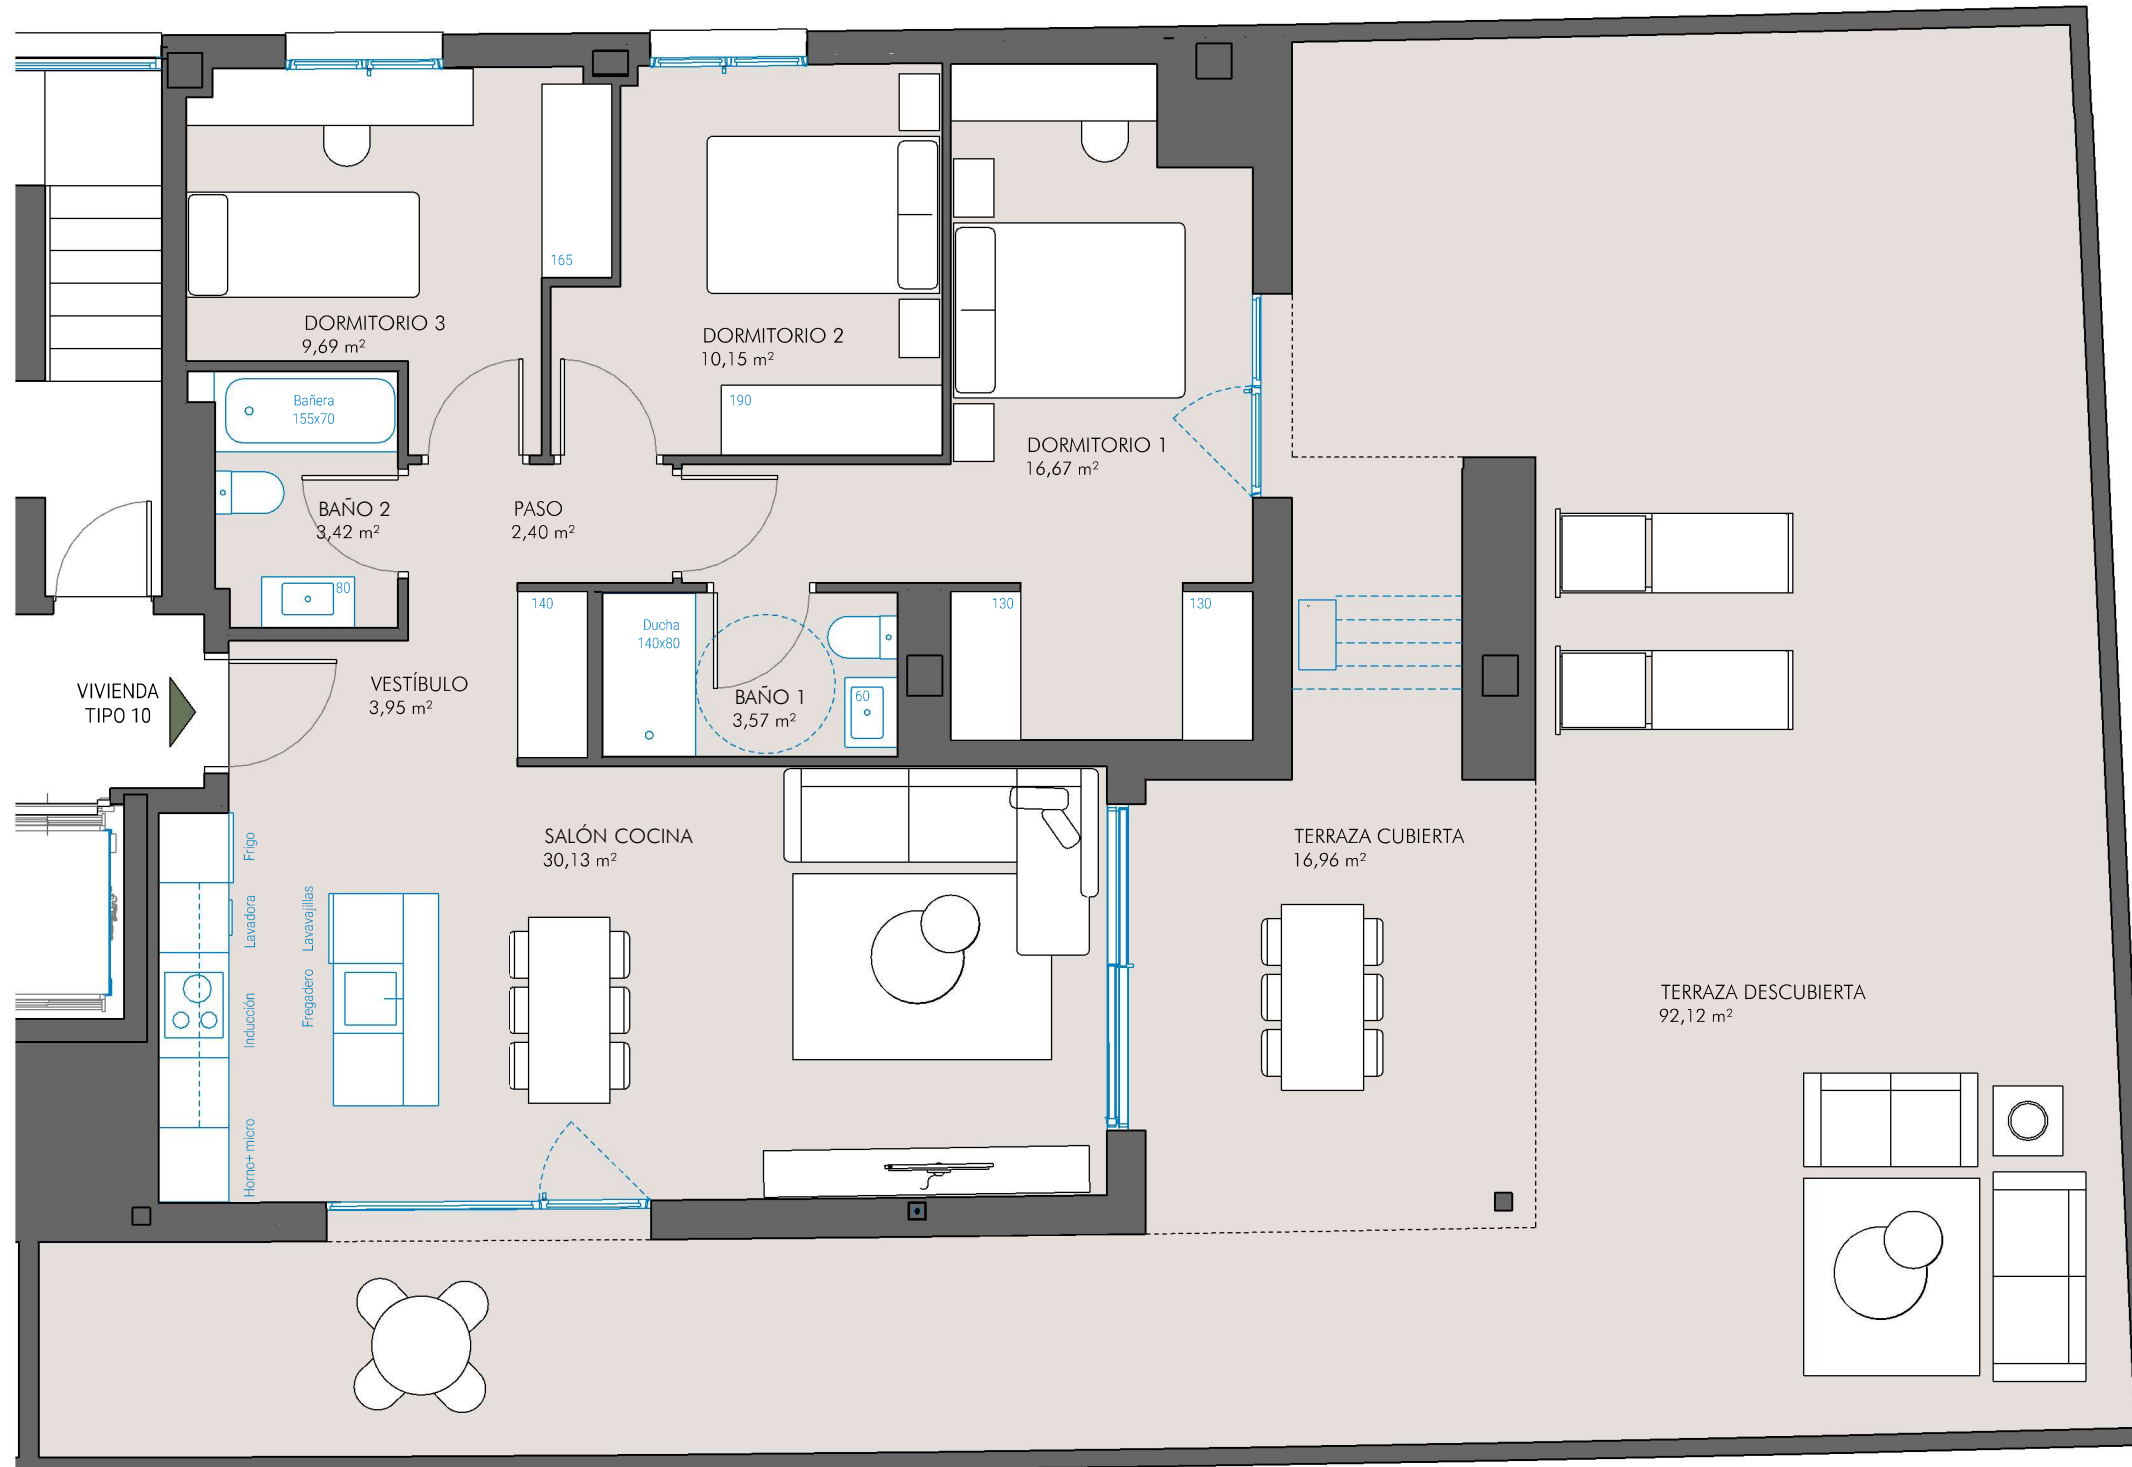 165
DORMITORIO 3
9,69 m²
DORMITORIO 2
10,15 m²
190
Bañera
155x70
DORMITORIO 1
16,67 m²
BAÑO 2
3,42 m²
80
PASO
2,40 m²
140
Ducha
140x80
130
130
VIVIENDA
TIPO 10
VESTÍBULO
3,95 m²
BAÑO 1
3,57 m²
60
SALÓN COCINA
30,13 m²
TERRAZA CUBIERTA
16,96 m²
Frigo
Lavadora
Lavavajillas
Inducción
Fregadero
Horno+ micro
TERRAZA DESCUBIERTA
92,12 m²